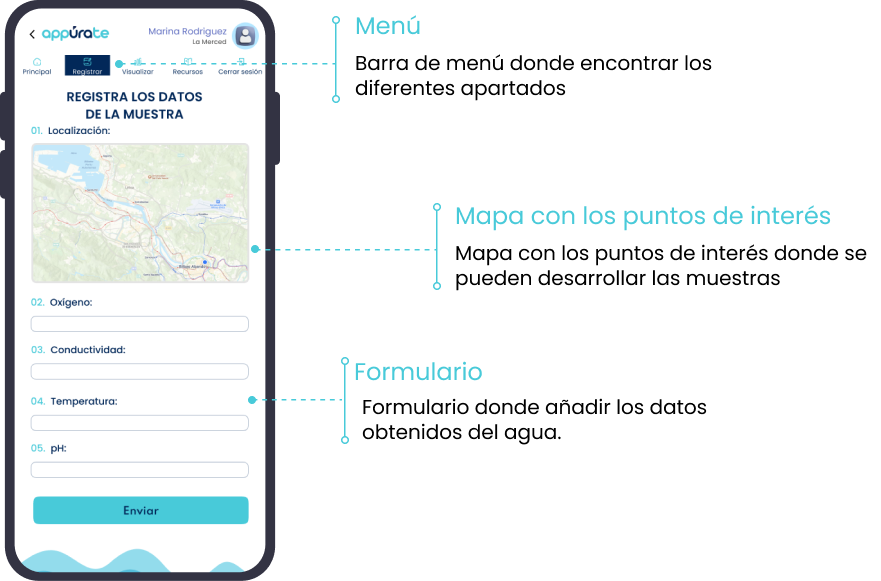 appúrate
Marina Rodríguez
La Merced
Principal
Registrar
Visualizar
Recursos
Cerrar sesión
REGISTRA LOS DATOS
DE LA MUESTRA
01. Localización:
02. Oxígeno:
03. Conductividad:
04. Temperatura:
05. pH:
Enviar
Menú
Barra de menú donde encontrar los
diferentes apartados
Mapa con los puntos de interés
Mapa con los puntos de interés donde se
pueden desarrollar las muestras
Formulario
Formulario donde añadir los datos
obtenidos del agua.